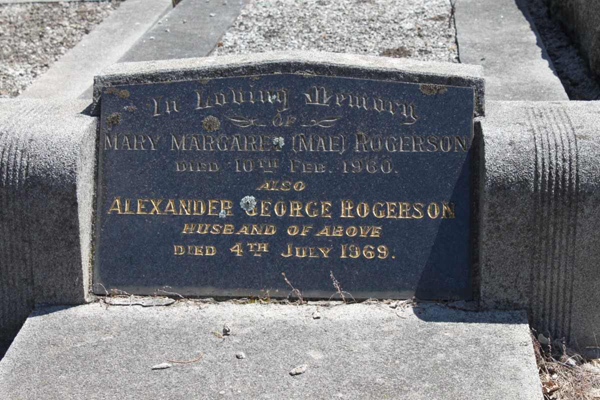 In Loving Memory
OF
MARY MARGARET (MAE) ROGERSON
DIED 10TH FEB. 1960.
ALSO
ALEXANDER GEORGE ROGERSON
HUSBAND OF ABOVE
DIED 4TH JULY 1969.